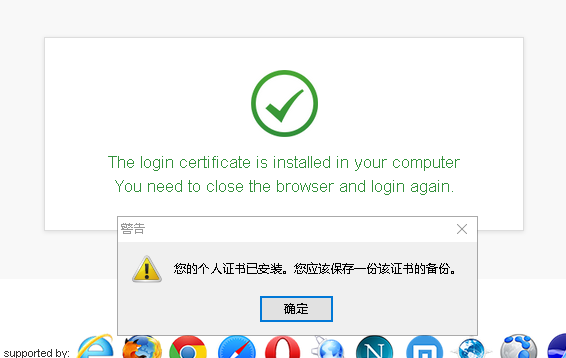 The login certificate is installed in your computer
You need to close the browser and login again.
警告
您的个人证书已安装。您应该保存一份该证书的备份。
确定
supported by: